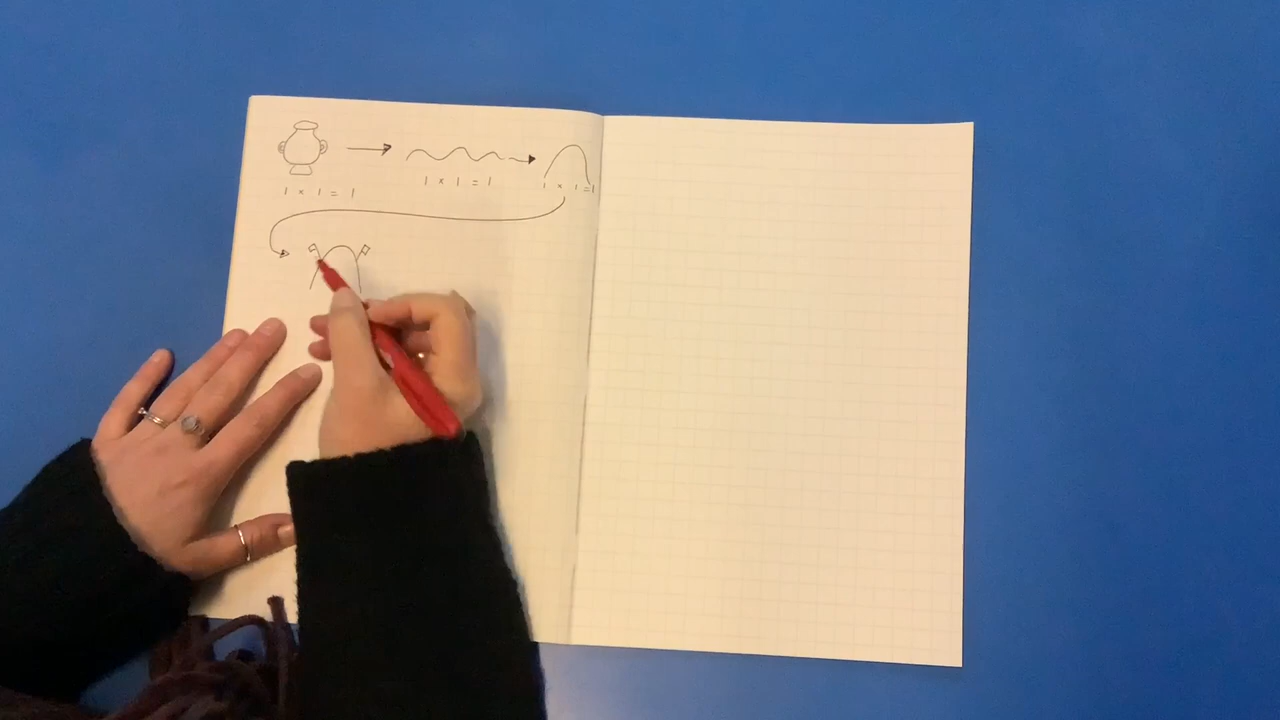 1 × 1 = 1
1 × 1 = 1
1 × 1 = 1